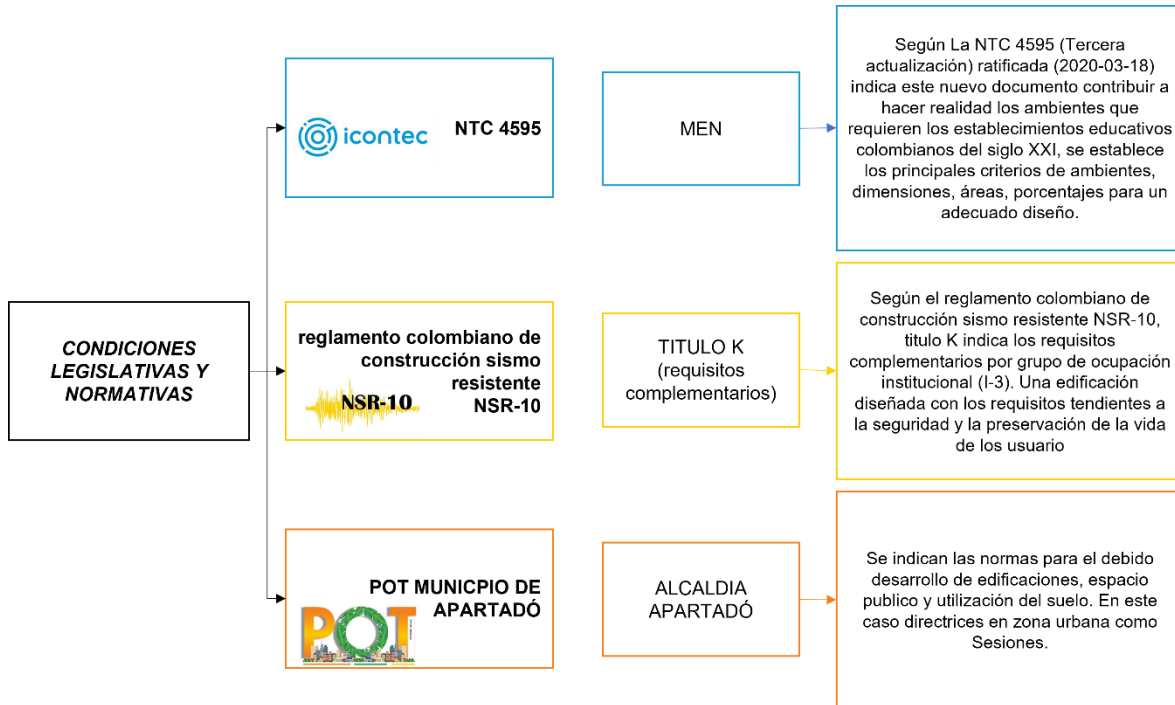 CONDICIONES
LEGISLATIVAS Y
NORMATIVAS
icontec
NTC 4595
MEN
Según La NTC 4595 (Tercera
actualización) ratificada (2020-03-18)
indica este nuevo documento contribuir a
hacer realidad los ambientes que
requieren los establecimientos educativos
colombianos del siglo XXI, se establece
los principales criterios de ambientes,
dimensiones, áreas, porcentajes para un
adecuado diseño.
reglamento colombiano de
construcción sismo
resistente
NSR-10
NSR-10
TITULO K
(requisitos
complementarios)
Según el reglamento colombiano de
construcción sismo resistente NSR-10,
titulo K indica los requisitos
complementarios por grupo de ocupación
institucional (I-3). Una edificación
diseñada con los requisitos tendientes a
la seguridad y la preservación de la vida
de los usuario
POT MUNICPIO DE
APARTADÓ
POT
ALCALDIA
APARTADÓ
Se indican las normas para el debido
desarrollo de edificaciones, espacio
publico y utilización del suelo. En este
caso directrices en zona urbana como
Sesiones.